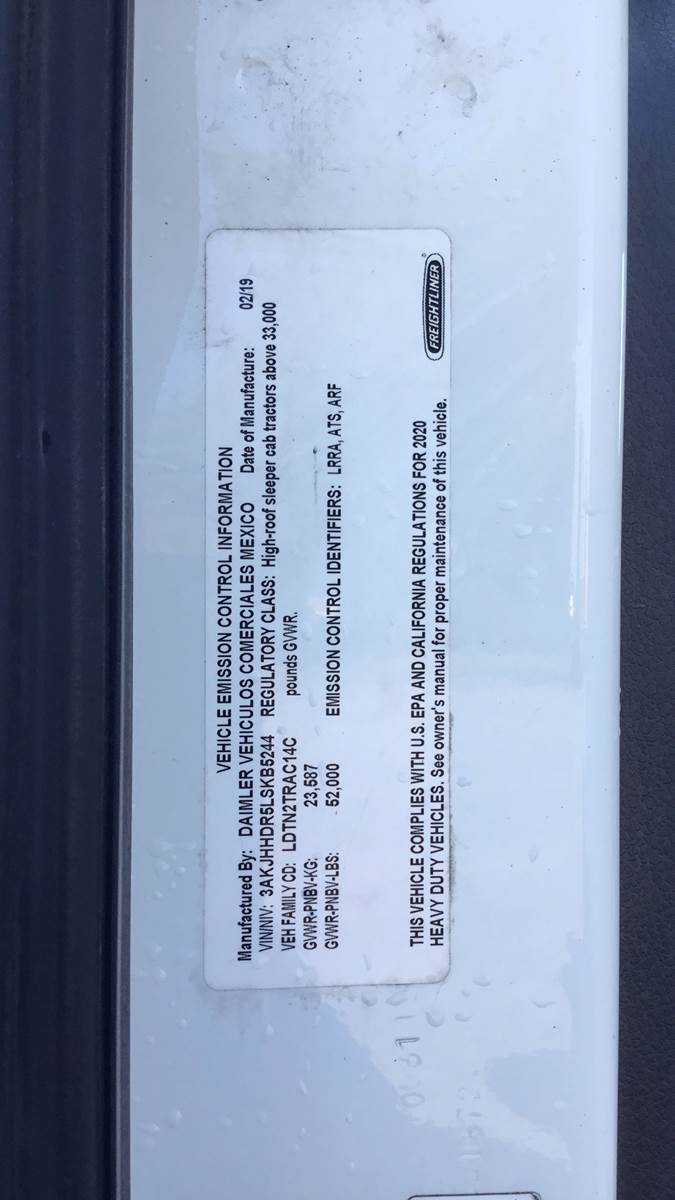 VEHICLE EMISSION CONTROL INFORMATION
Manufactured By: DAIMLER VEHICULOS COMERCIALES MEXICO Date of Manufacture: 02/19
VIN/NIV: 3AKJHHDR5LSKB5244 REGULATORY CLASS: High-roof sleeper cab tractors above 33,000
VEH FAMILY CD: LDTN2TRAC14C pounds GVWR.
GVWR-PNBV-KG: 23,587
GVWR-PNBV-LBS: 52,000 EMISSION CONTROL IDENTIFIERS: LRRA, ATS, ARF
THIS VEHICLE COMPLIES WITH U.S. EPA AND CALIFORNIA REGULATIONS FOR 2020
HEAVY DUTY VEHICLES. See owner's manual for proper maintenance of this vehicle.
FREIGHTLINER®